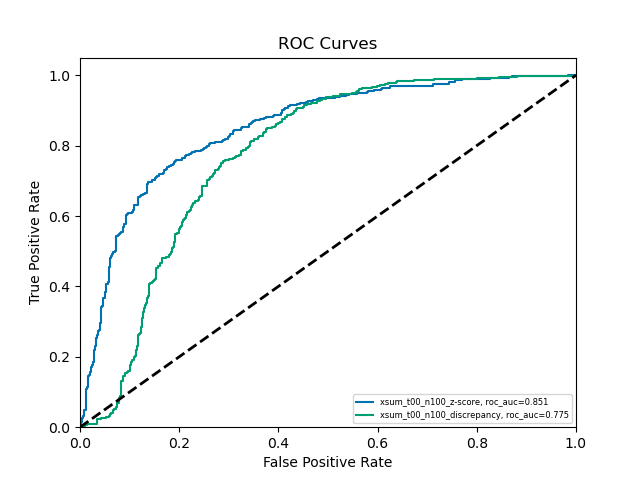 ROC Curves
True Positive Rate
1.0
0.8
0.6
0.4
0.2
0.0
0.0 0.2 0.4 0.6 0.8 1.0
False Positive Rate
xsum_t00_n100_z-score, roc_auc=0.851
xsum_t00_n100_discrepancy, roc_auc=0.775